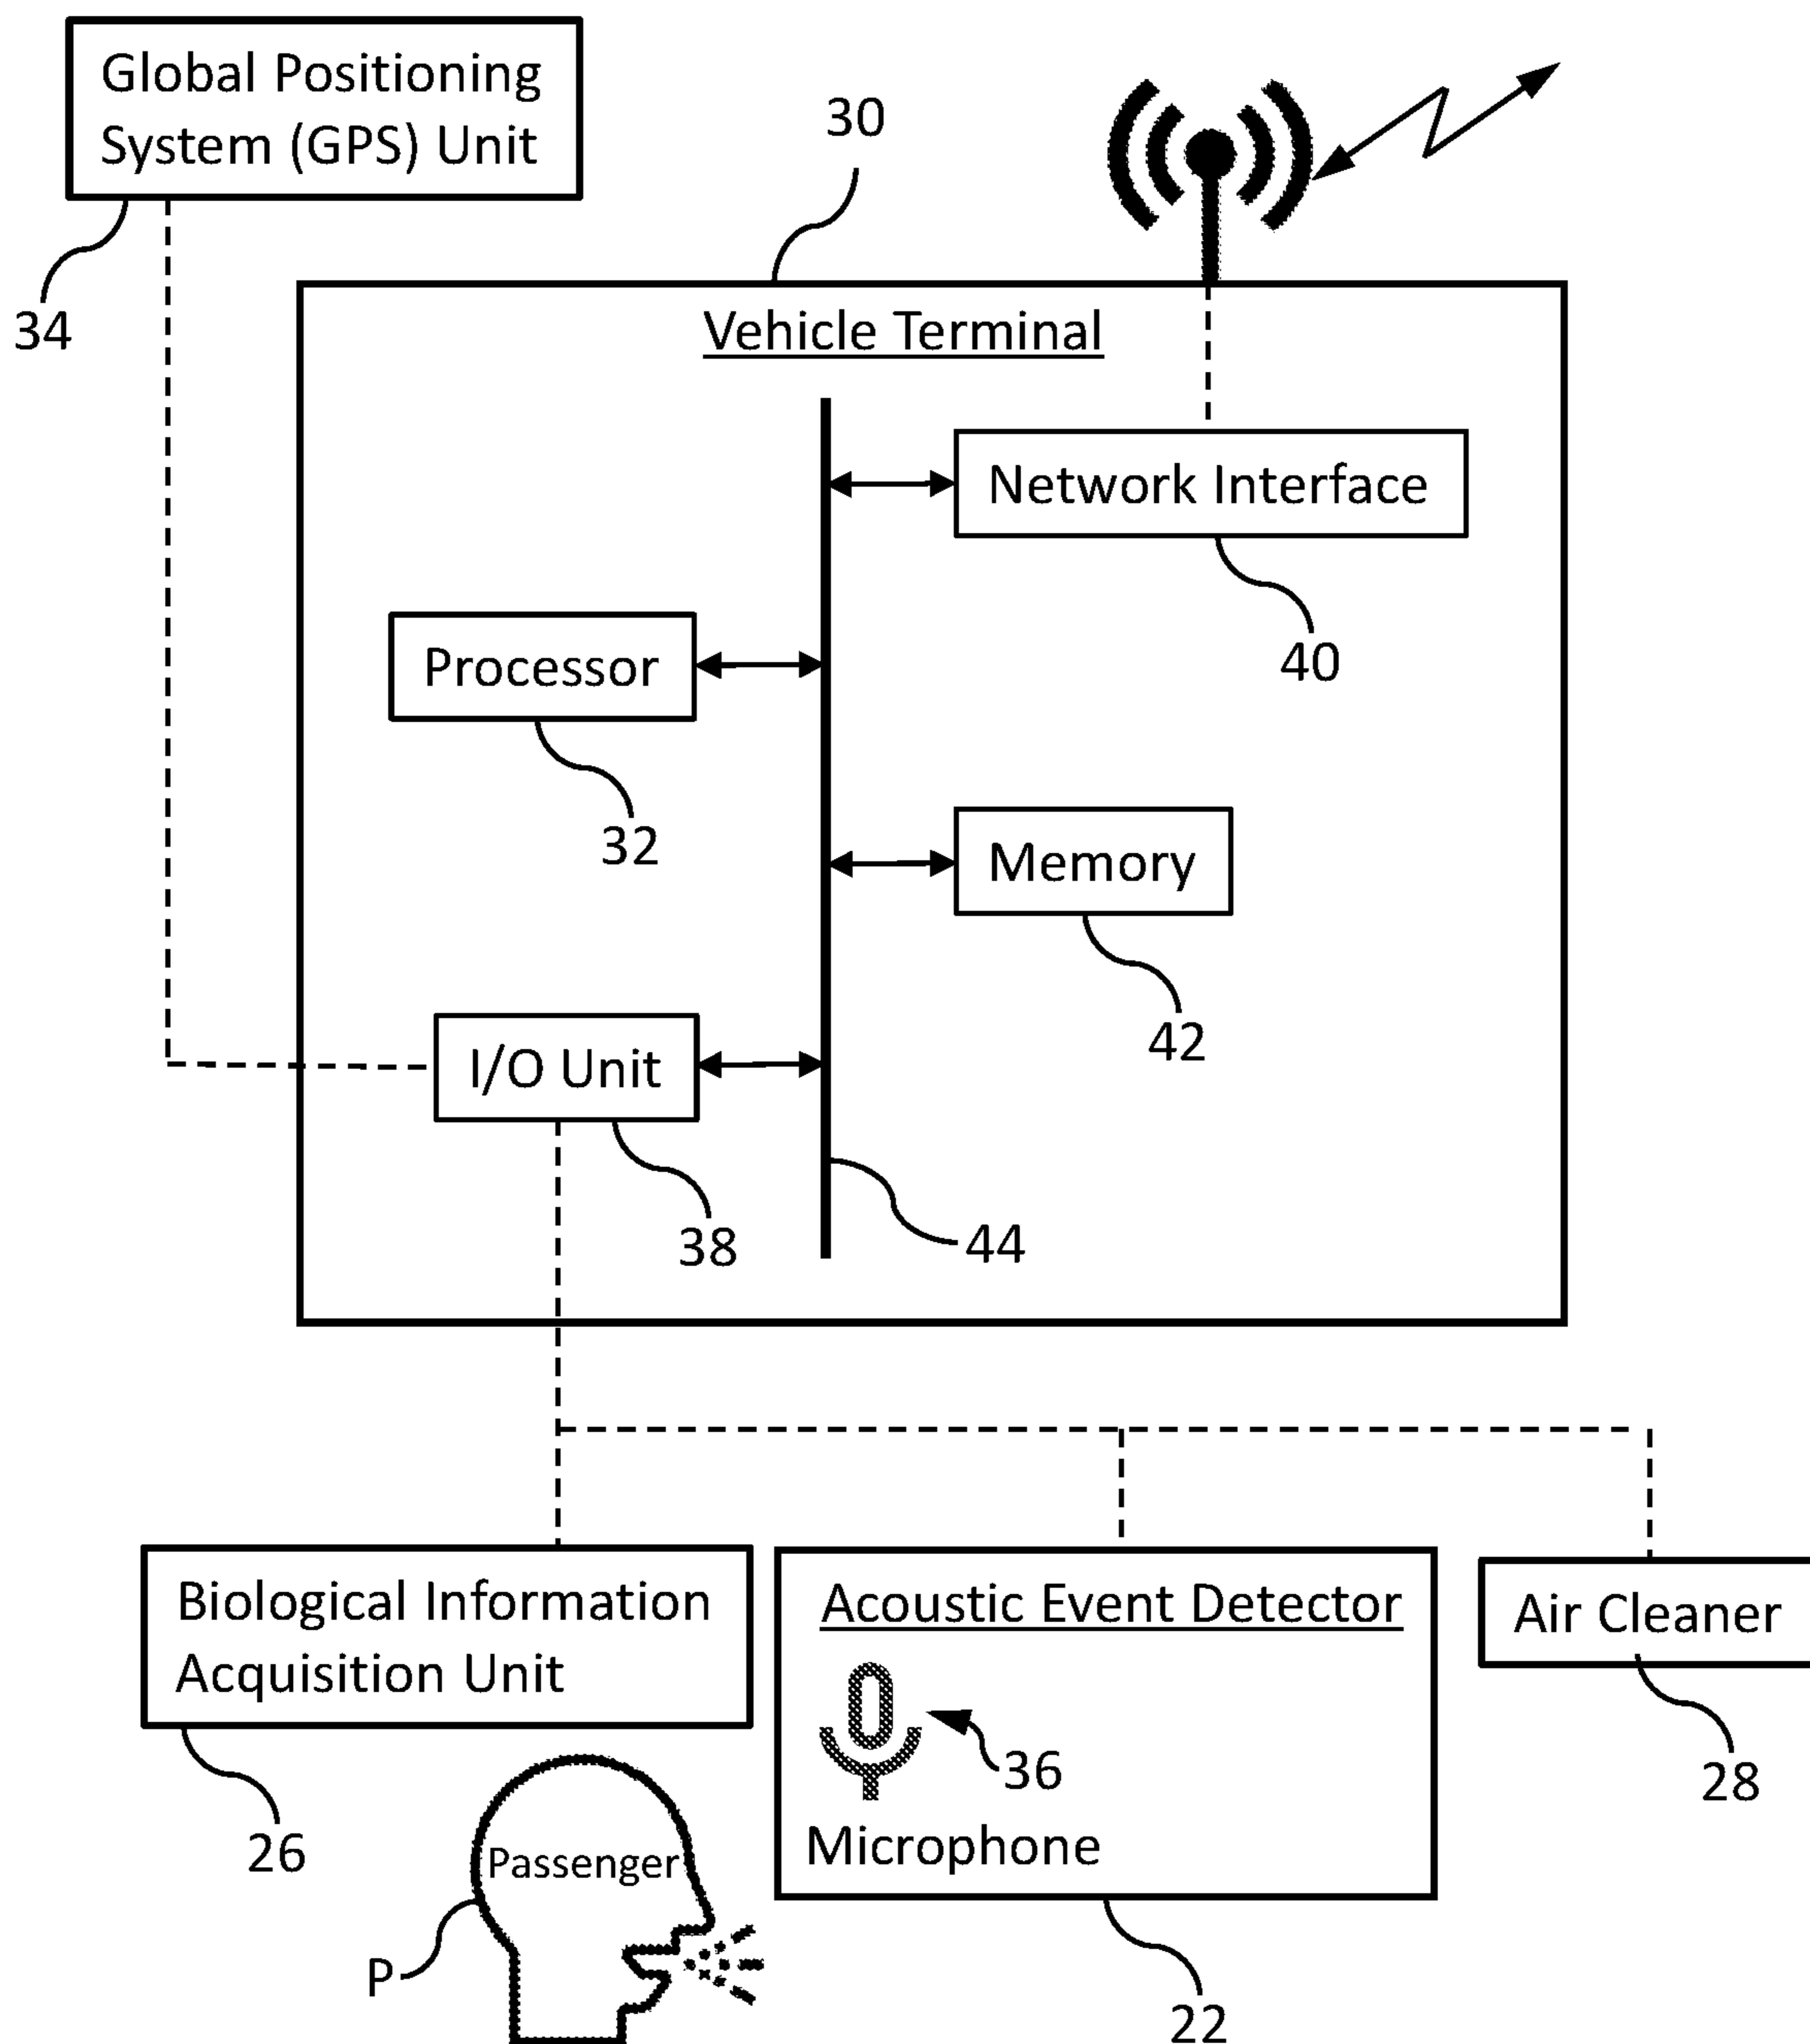 Global Positioning
System (GPS) Unit
34
30
Vehicle Terminal
Network Interface
40
Processor
32
Memory
42
I/O Unit
38
44
Biological Information
Acquisition Unit
26
Passenger
P
Acoustic Event Detector
36
Microphone
22
Air Cleaner
28